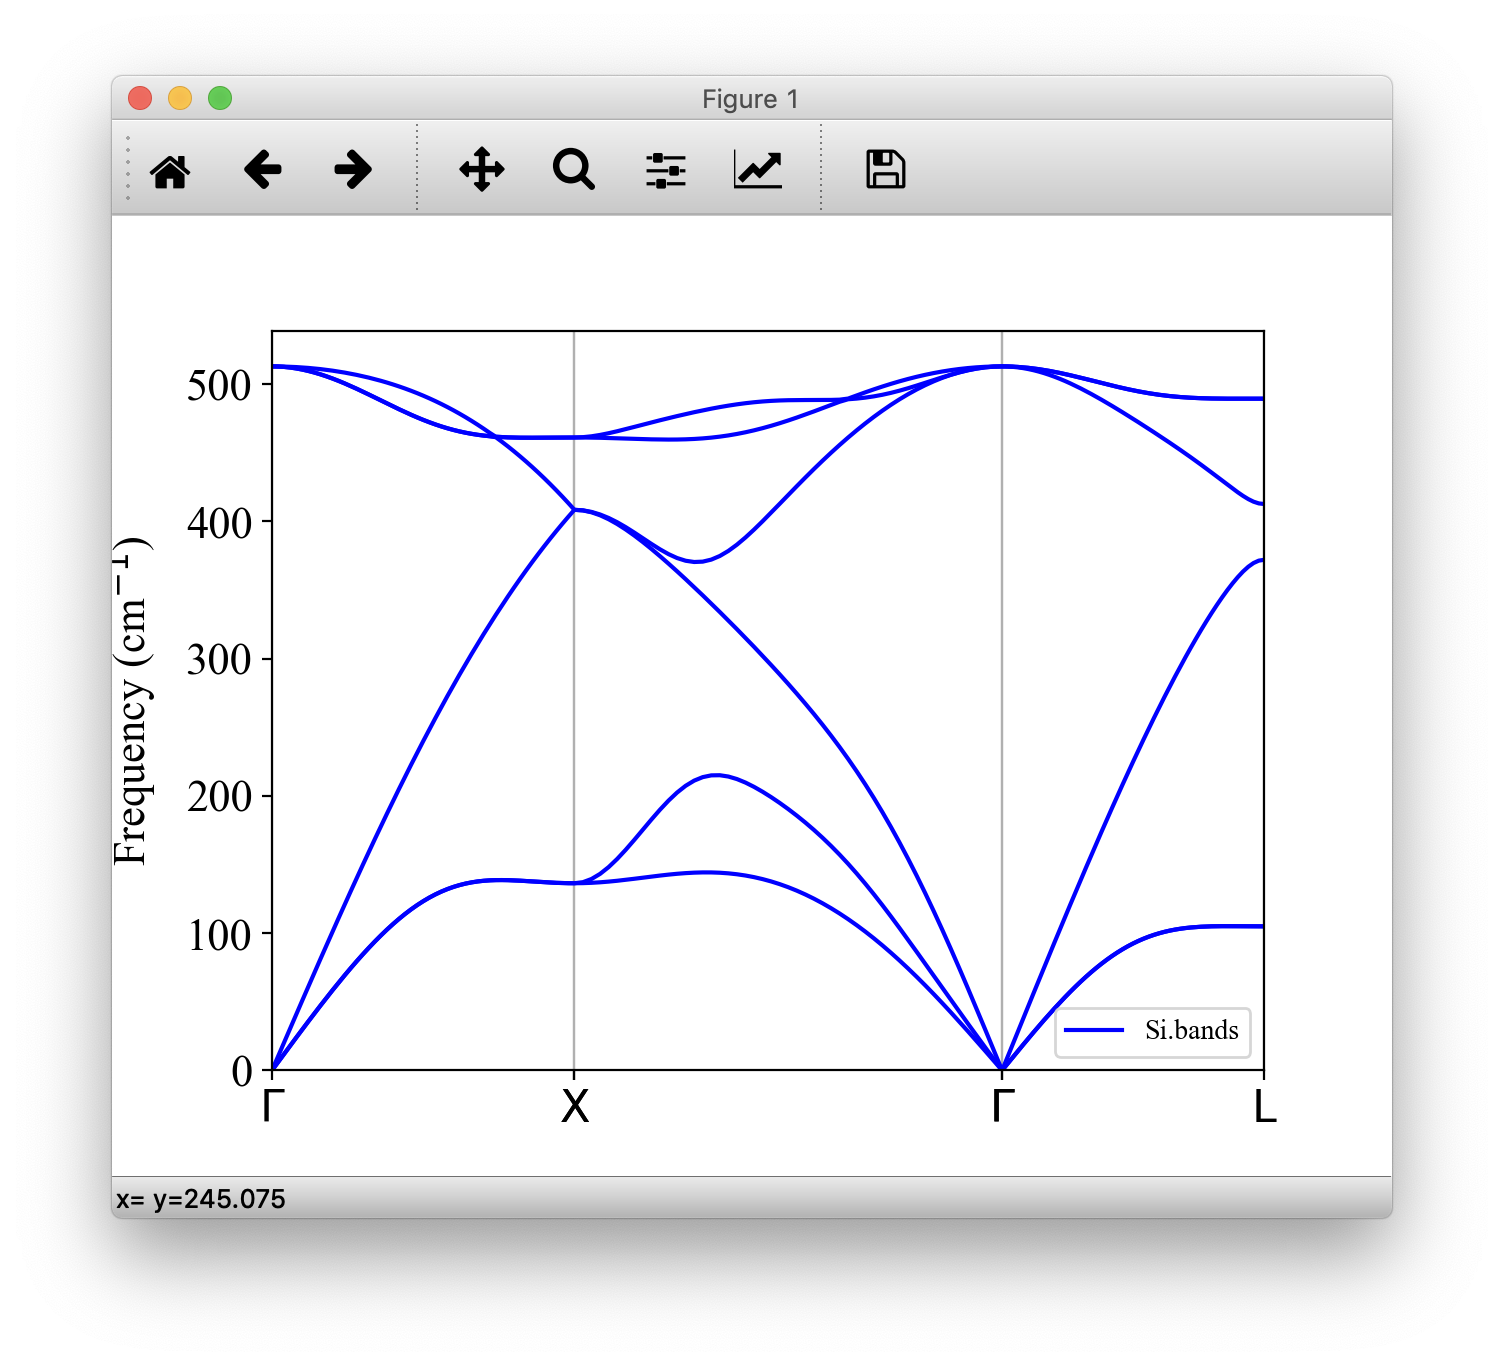 Figure 1
Frequency (cm⁻¹)
500
400
300
200
100
0
Γ X Γ L
Si.bands
x= y=245.075